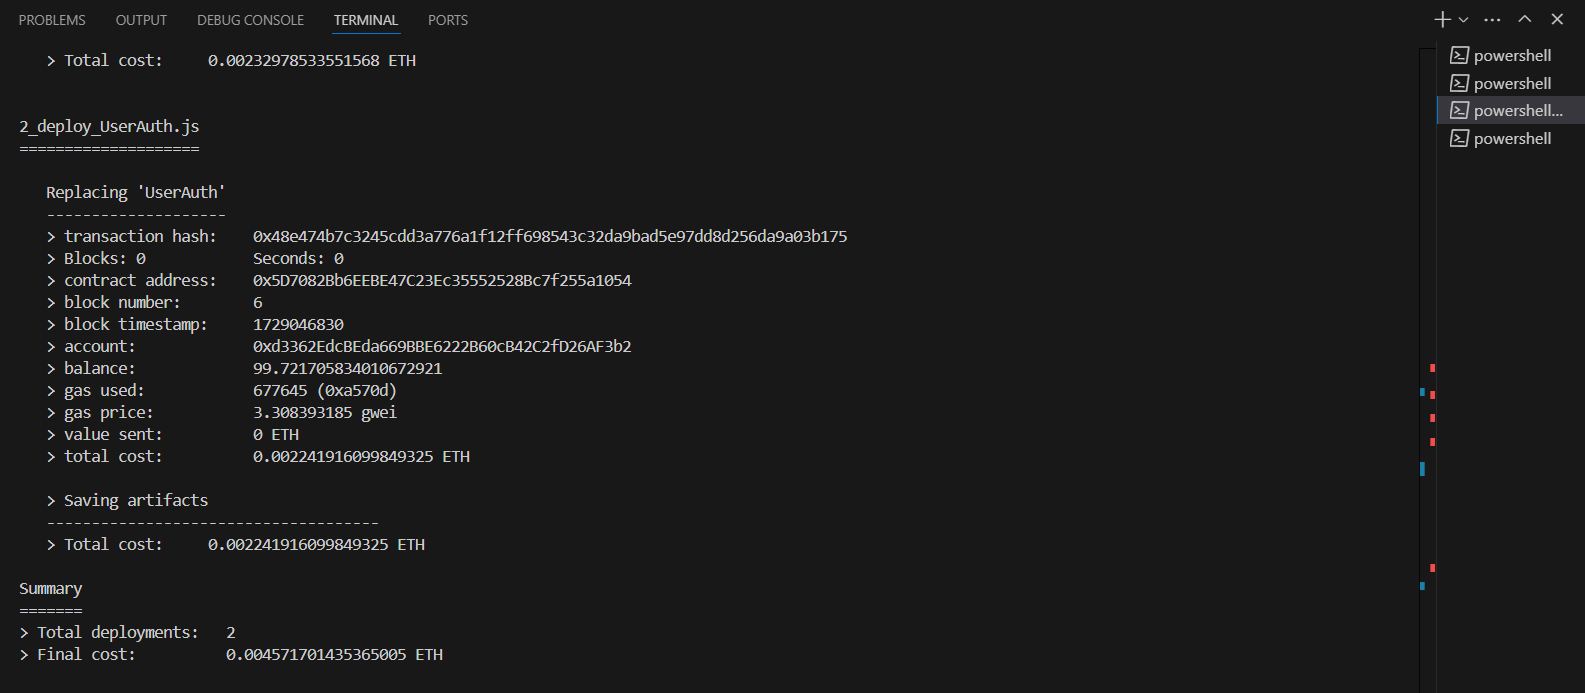 PROBLEMS OUTPUT DEBUG CONSOLE TERMINAL PORTS
> Total cost: 0.00232978533551568 ETH
2_deploy_UserAuth.js
====================
Replacing 'UserAuth'
--------------------
> transaction hash: 0x48e474b7c3245cdd3a776a1f12ff698543c32da9bad5e97dd8d256da9a03b175
> Blocks: 0 Seconds: 0
> contract address: 0x5D7082Bb6EEBE47C23Ec35552528Bc7f255a1054
> block number: 6
> block timestamp: 1729046830
> account: 0xd3362EdcBEda669BBE6222B60cB42C2fD26AF3b2
> balance: 99.721705834010672921
> gas used: 677645 (0xa570d)
> gas price: 3.308393185 gwei
> value sent: 0 ETH
> total cost: 0.002241916099849325 ETH
> Saving artifacts
-------------------------------------
> Total cost: 0.002241916099849325 ETH
Summary
=======
> Total deployments: 2
> Final cost: 0.004571701435365005 ETH
powershell
powershell
powershell...
powershell